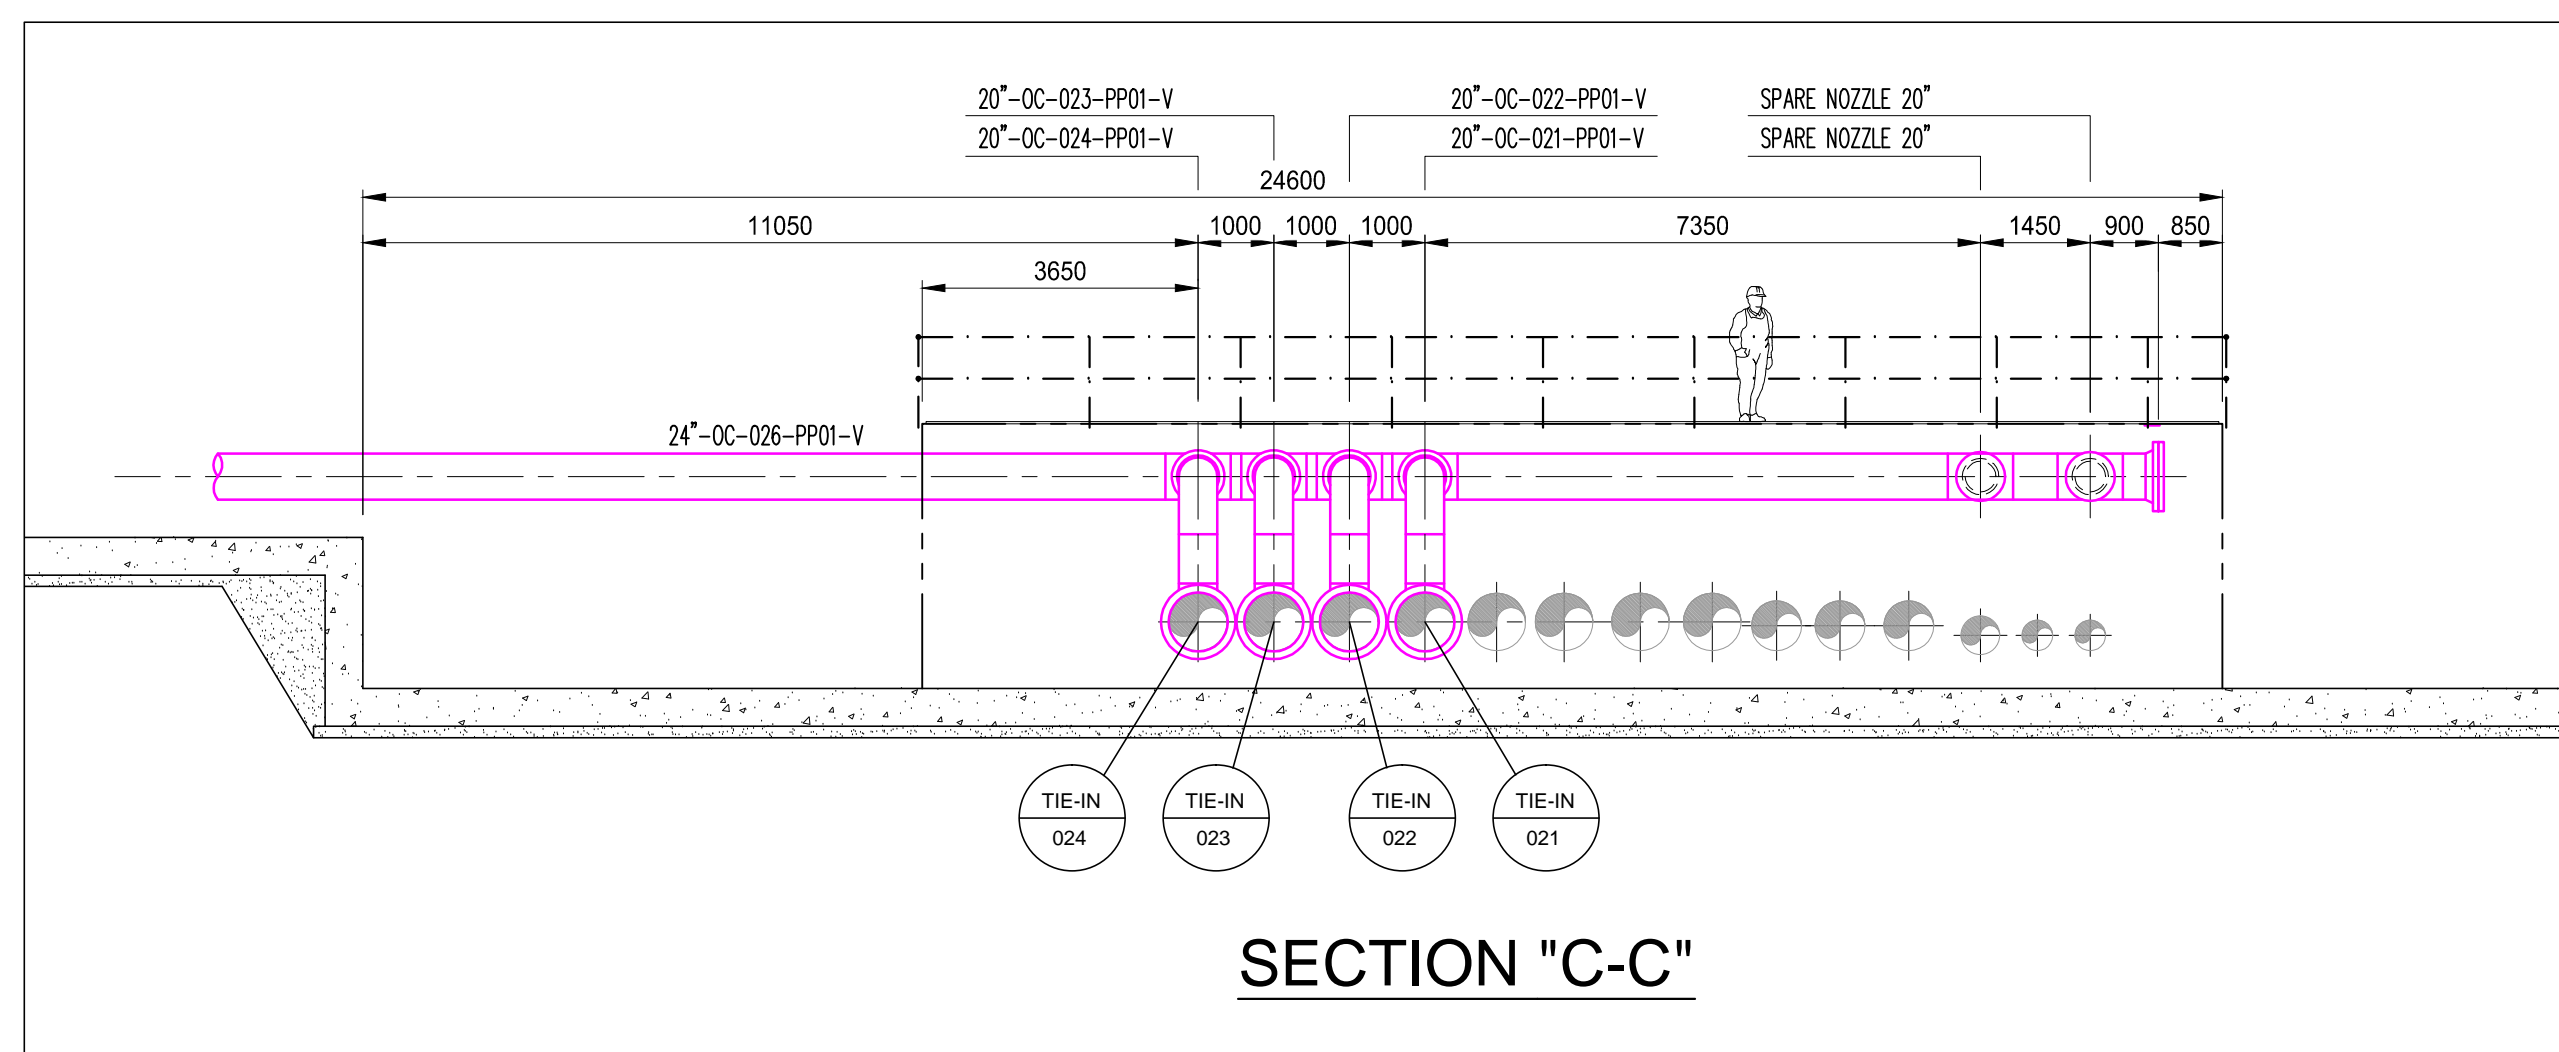 20”-OC-023-PP01-V
20”-OC-022-PP01-V
SPARE NOZZLE 20”
20”-OC-024-PP01-V
20”-OC-021-PP01-V
SPARE NOZZLE 20”
24600
11050
1000
1000
1000
7350
1450
900
850
3650
24”-OC-026-PP01-V
TIE-IN
024
TIE-IN
023
TIE-IN
022
TIE-IN
021
SECTION "C-C"